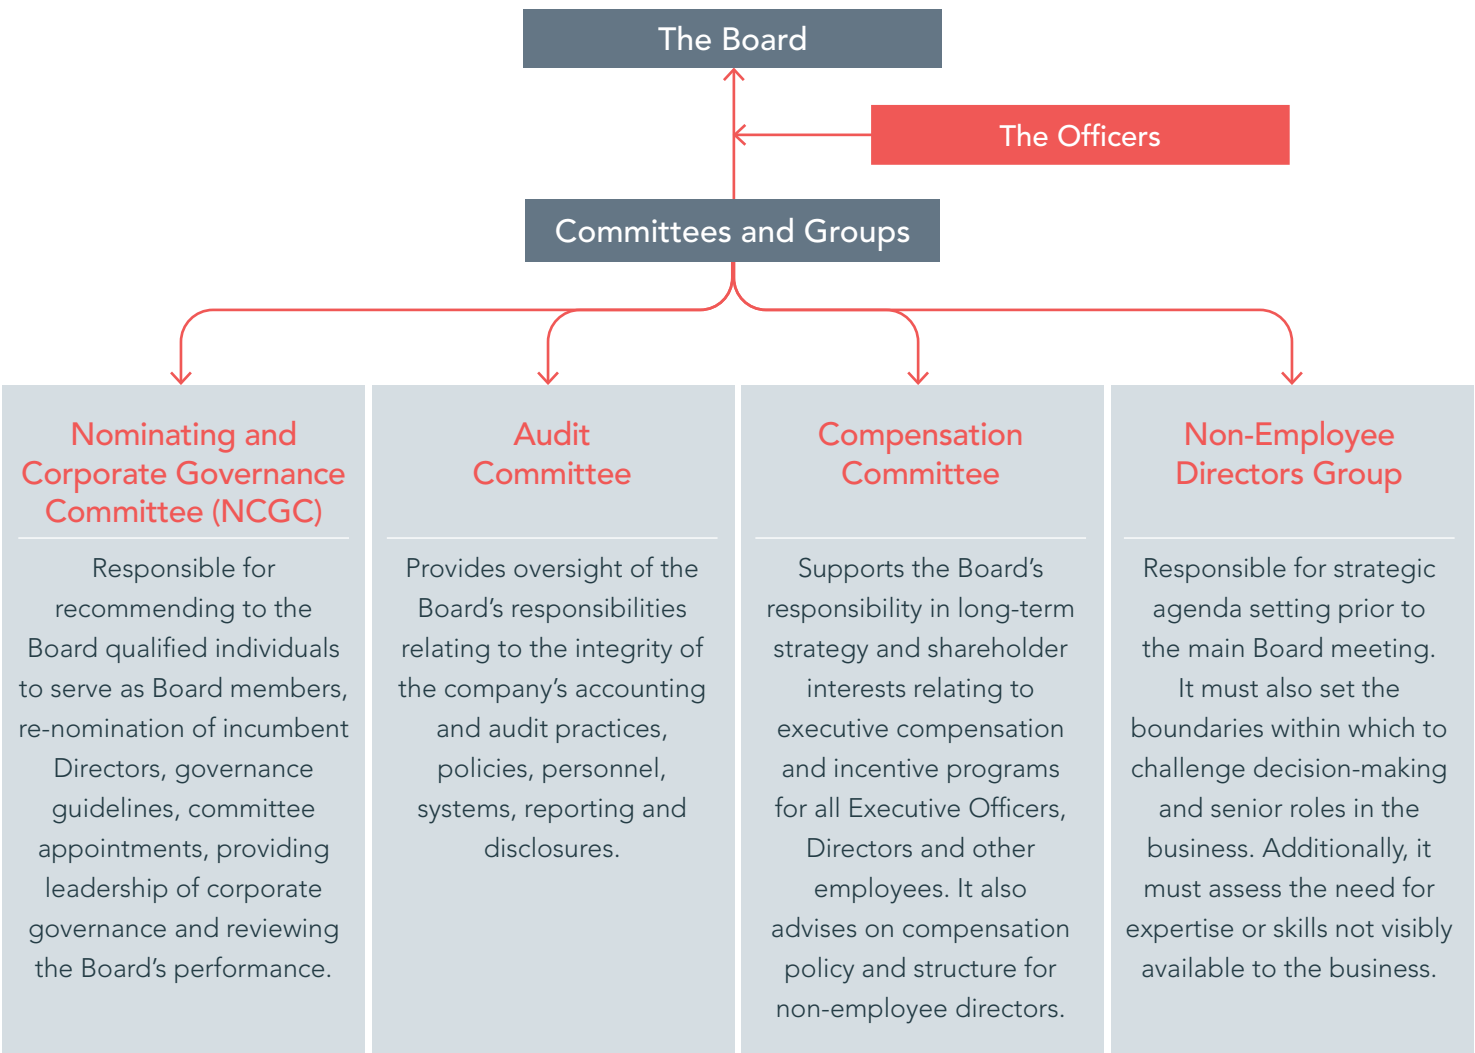 The Board
The Officers
Committees and Groups
Nominating and
Corporate Governance
Committee (NCGC)
Responsible for
recommending to the
Board qualified individuals
to serve as Board members,
re-nomination of incumbent
Directors, governance
guidelines, committee
appointments, providing
leadership of corporate
governance and reviewing
the Board’s performance.
Audit
Committee
Provides oversight of the
Board’s responsibilities
relating to the integrity of
the company’s accounting
and audit practices,
policies, personnel,
systems, reporting and
disclosures.
Compensation
Committee
Supports the Board’s
responsibility in long-term
strategy and shareholder
interests relating to
executive compensation
and incentive programs
for all Executive Officers,
Directors and other
employees. It also
advises on compensation
policy and structure for
non-employee directors.
Non-Employee
Directors Group
Responsible for strategic
agenda setting prior to
the main Board meeting.
It must also set the
boundaries within which to
challenge decision-making
and senior roles in the
business. Additionally, it
must assess the need for
expertise or skills not visibly
available to the business.